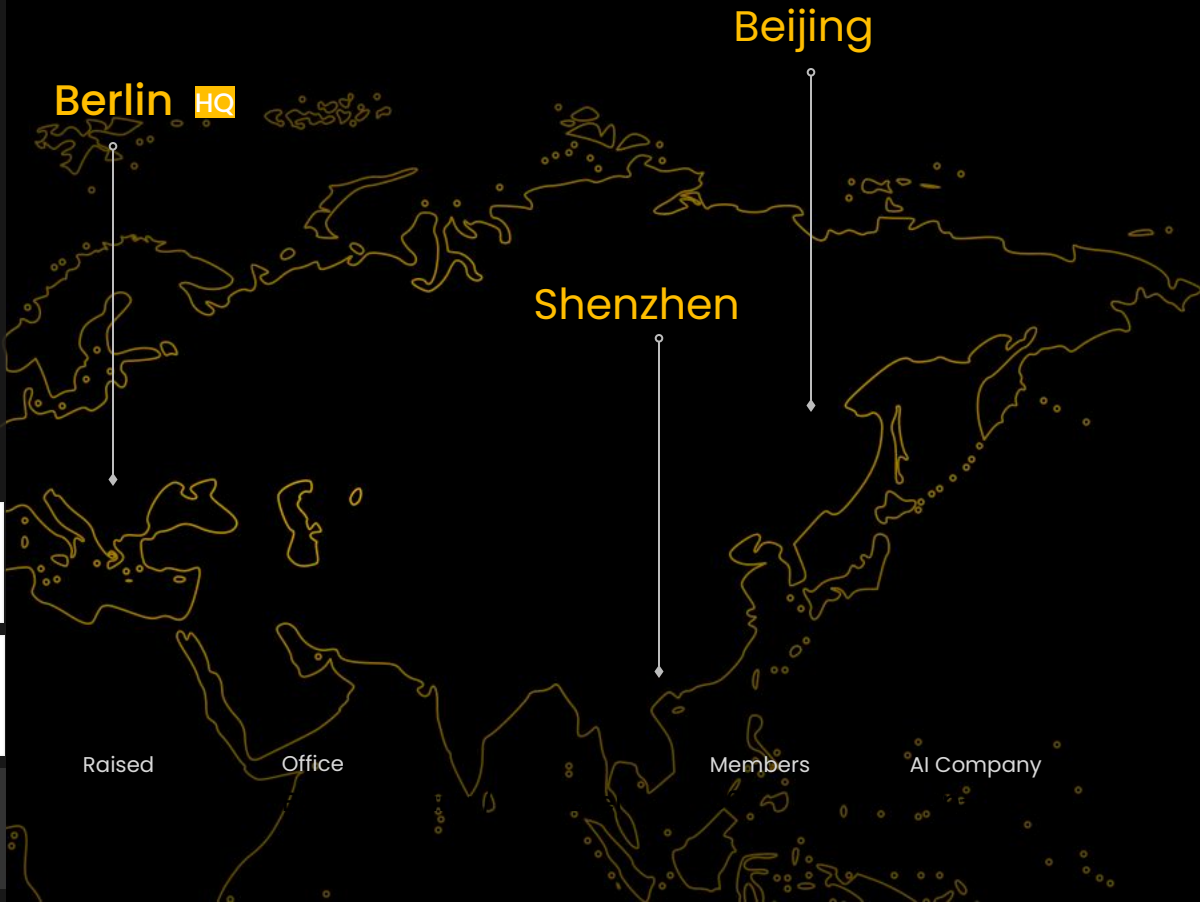 Beijing
Berlin HQ
Shenzhen
Raised
Office
Members
AI Company